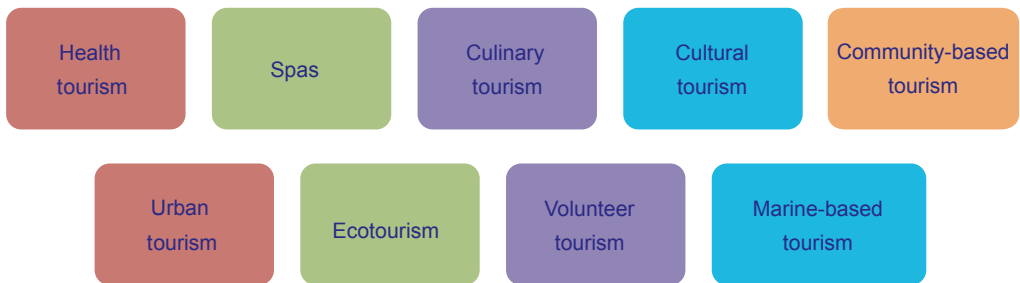 Health
tourism
Spas
Culinary
tourism
Cultural
tourism
Community-based
tourism
Urban
tourism
Ecotourism
Volunteer
tourism
Marine-based
tourism